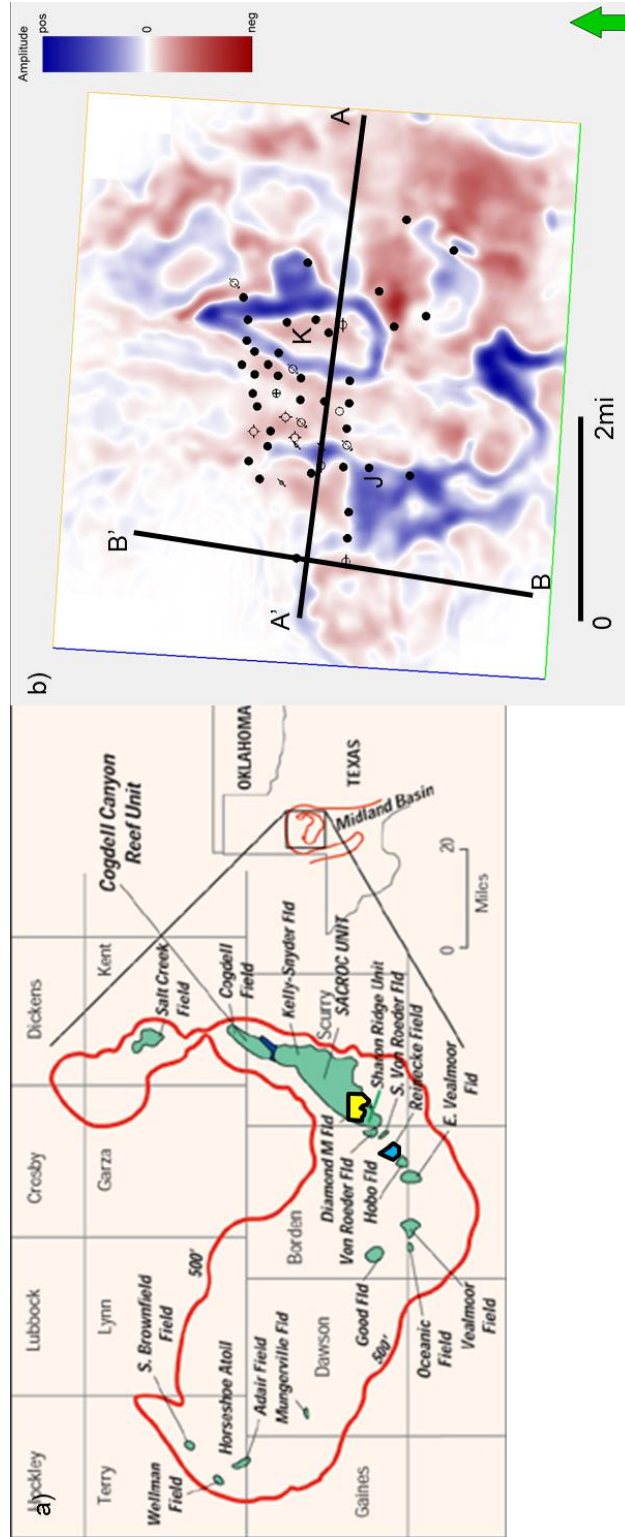 a)
Hockley
Lubbock
Crosby
Dickens
Terry
Lynn
Garza
Kent
Gaines
Dawson
Borden
Scurry
Wellman
Field
S. Brownfield
Field
Horseshoe Atoll
Adair Field
Mungerville Fld
500'
500'
Good Fld
Oceanic
Field
Vealmoor
Field
Diamond M Fld
Von Roeder Fld
Hobo Fld
Salt Creek
Field
Cogdell Canyon
Reef Unit
Cogdell
Field
Kelly-Snyder Fld
SACROC UNIT
Sharon Ridge Unit
S. Von Roeder Fld
Reinecke Field
E. Vealmoor
Fld
OKLAHOMA
TEXAS
Midland Basin
0 20
Miles
b)
Amplitude
pos
0
neg
B'
A'
K
J
A
B
0 2mi